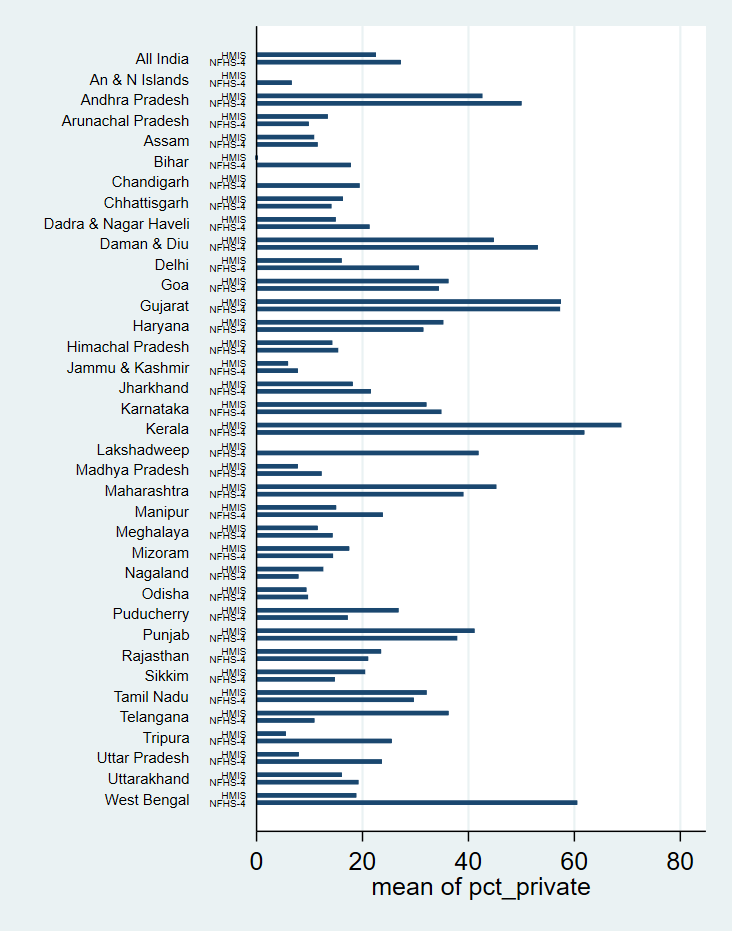 All India HMIS
NFHS-4
An & N Islands HMIS
NFHS-4
Andhra Pradesh HMIS
NFHS-4
Arunachal Pradesh HMIS
NFHS-4
Assam HMIS
NFHS-4
Bihar HMIS
NFHS-4
Chandigarh HMIS
NFHS-4
Chhattisgarh HMIS
NFHS-4
Dadra & Nagar Haveli HMIS
NFHS-4
Daman & Diu HMIS
NFHS-4
Delhi HMIS
NFHS-4
Goa HMIS
NFHS-4
Gujarat HMIS
NFHS-4
Haryana HMIS
NFHS-4
Himachal Pradesh HMIS
NFHS-4
Jammu & Kashmir HMIS
NFHS-4
Jharkhand HMIS
NFHS-4
Karnataka HMIS
NFHS-4
Kerala HMIS
NFHS-4
Lakshadweep HMIS
NFHS-4
Madhya Pradesh HMIS
NFHS-4
Maharashtra HMIS
NFHS-4
Manipur HMIS
NFHS-4
Meghalaya HMIS
NFHS-4
Mizoram HMIS
NFHS-4
Nagaland HMIS
NFHS-4
Odisha HMIS
NFHS-4
Puducherry HMIS
NFHS-4
Punjab HMIS
NFHS-4
Rajasthan HMIS
NFHS-4
Sikkim HMIS
NFHS-4
Tamil Nadu HMIS
NFHS-4
Telangana HMIS
NFHS-4
Tripura HMIS
NFHS-4
Uttar Pradesh HMIS
NFHS-4
Uttarakhand HMIS
NFHS-4
West Bengal HMIS
NFHS-4
0 20 40 60 80
mean of pct_private